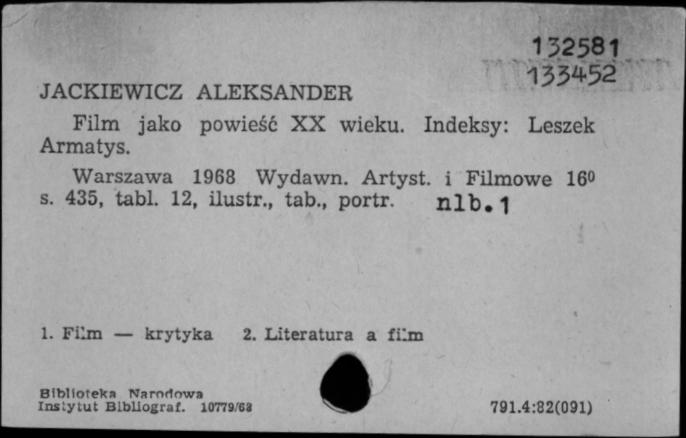 132581
133452
JACKIEWICZ ALEKSANDER
Film jako powieść XX wieku. Indeksy: Leszek
Armatys.
Warszawa 1968 Wydawn. Artyst. i Filmowe 16⁰
s. 435, tabl. 12, ilustr., tab., portr. nlb. 1
1. Film — krytyka 2. Literatura a film
Biblioteka Narodowa
Instytut Bibliograf. 10779/68
791.4:82(091)